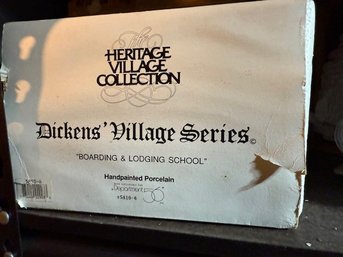 The
HERITAGE
VILLAGE
COLLECTION
Dickens' Village Series©
"BOARDING & LODGING SCHOOL"
Handpainted Porcelain
Department 56